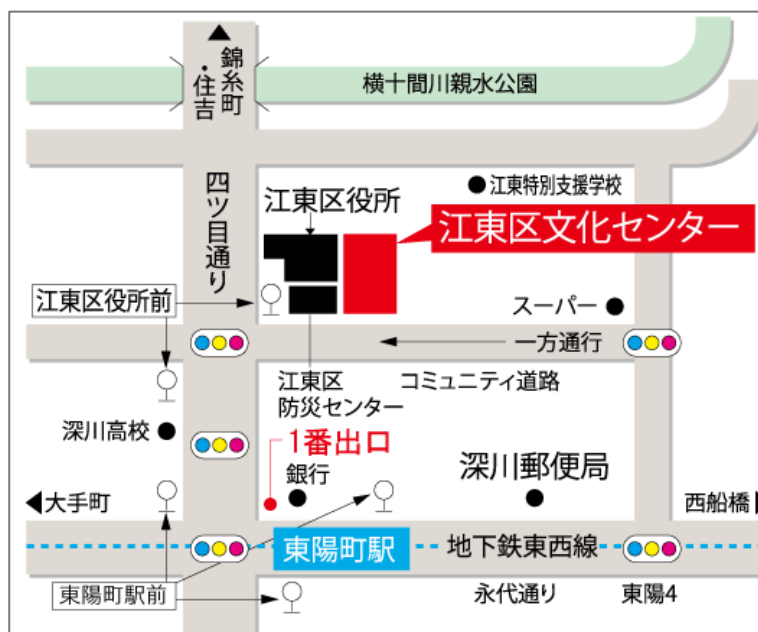 錦糸町
・住吉
横十間川親水公園
四ツ目通り
江東特別支援学校
江東区役所
江東区文化センター
江東区役所前
スーパー
一方通行
江東区
防災センター
コミュニティ道路
深川高校
1番出口
銀行
深川郵便局
大手町
西船橋
東陽町駅
地下鉄東西線
東陽町駅前
永代通り
東陽4